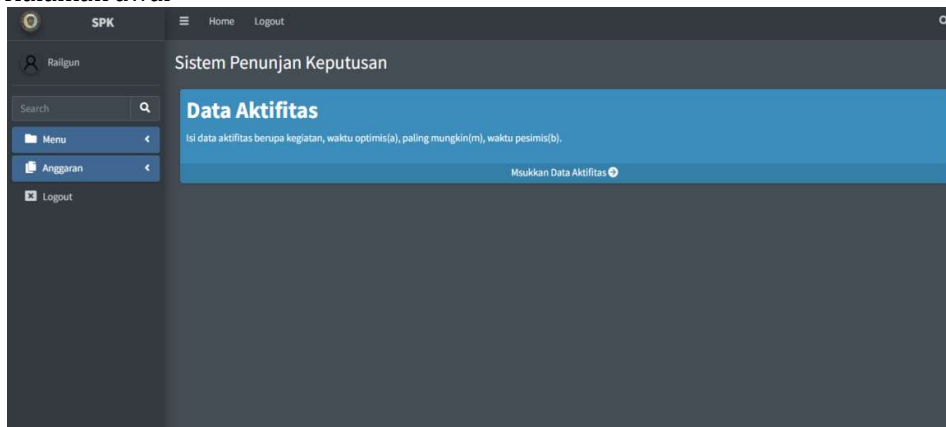 SPK
Home Logout
Railgun
Sistem Penunjan Keputusan
Search
Data Aktifitas
Menu
Isi data aktifitas berupa kegiatan, waktu optimis(a), paling mungkin(m), waktu pesimis(b).
Anggaran
Msukkan Data Aktifitas
Logout